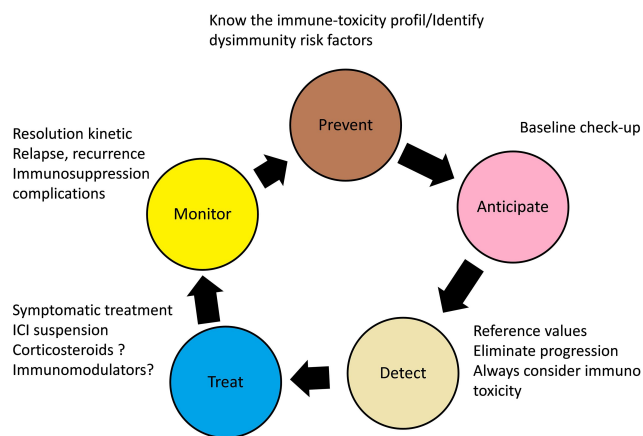 Know the immune-toxicity profil/Identify
dysimmunity risk factors
Prevent
Baseline check-up
Anticipate
Reference values
Eliminate progression
Always consider immuno
toxicity
Detect
Symptomatic treatment
ICI suspension
Corticosteroids ?
Immunomodulators?
Treat
Resolution kinetic
Relapse, recurrence
Immunosuppression
complications
Monitor